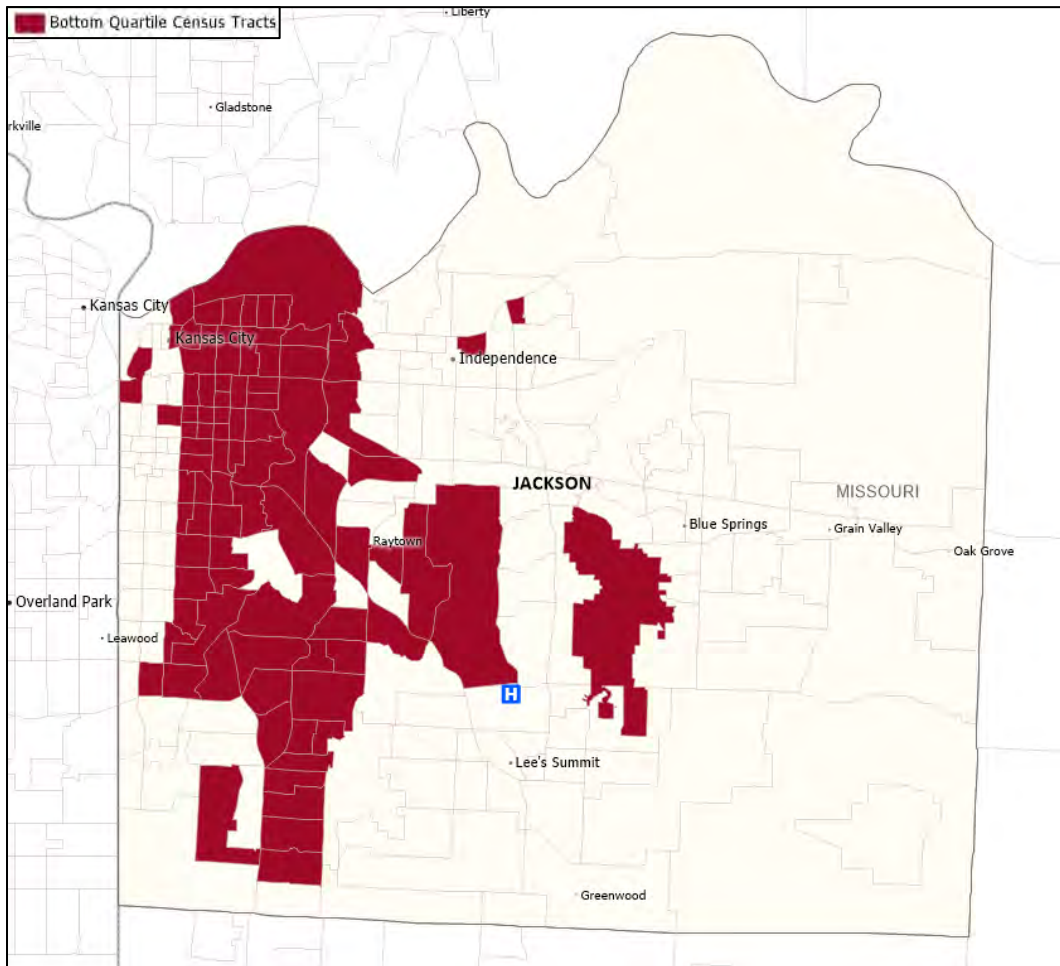 Bottom Quartile Census Tracts
Liberty
Gladstone
rkville
Kansas City
Kansas City
Independence
JACKSON
MISSOURI
Blue Springs
Grain Valley
Raytown
Oak Grove
Overland Park
Leawood
H
Lee's Summit
Greenwood